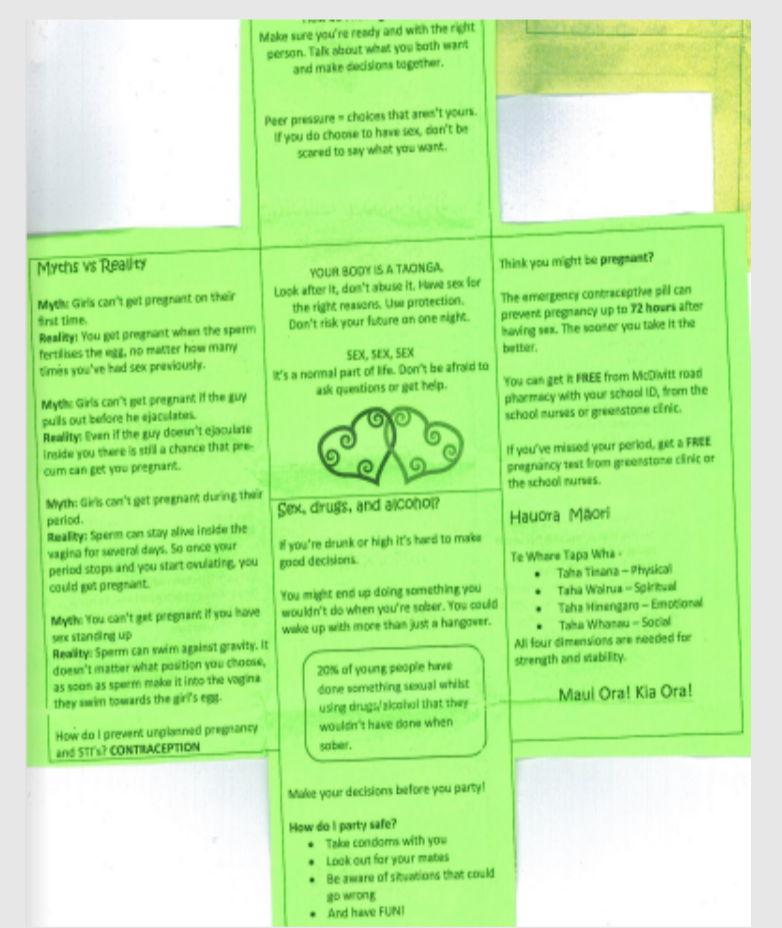 Make sure you're ready and with the right
person. Talk about what you both want
and make decisions together.
Peer pressure = choices that aren't yours.
If you do choose to have sex, don't be
scared to say what you want.
Myths vs Reality
Myth: Girls can't get pregnant on their
first time.
Reality: You get pregnant when the sperm
fertilises the egg, no matter how many
times you've had sex previously.
Myth: Girls can't get pregnant if the guy
pulls out before he ejaculates.
Reality: Even if the guy doesn't ejaculate
inside you there is still a chance that pre-
cum can get you pregnant.
Myth: Girls can't get pregnant during their
period.
Reality: Sperm can stay alive inside the
vagina for several days. So once your
period stops and you start ovulating, you
could get pregnant.
Myth: You can't get pregnant if you have
sex standing up
Reality: Sperm can swim against gravity. It
doesn't matter what position you choose,
as soon as sperm make it into the vagina
they swim towards the girl's egg.
How do I prevent unplanned pregnancy
and STI's? CONTRACEPTION
YOUR BODY IS A TAONGA.
Look after it, don't abuse it. Have sex for
the right reasons. Use protection.
Don't risk your future on one night.
SEX, SEX, SEX
It's a normal part of life. Don't be afraid to
ask questions or get help.
Sex, drugs, and alcohol?
If you're drunk or high it's hard to make
good decisions.
You might end up doing something you
wouldn't do when you're sober. You could
wake up with more than just a hangover.
20% of young people have
done something sexual whilst
using drugs/alcohol that they
wouldn't have done when
sober.
Make your decisions before you party!
How do I party safe?
• Take condoms with you
• Look out for your mates
• Be aware of situations that could
go wrong
• And have FUN!
Think you might be pregnant?
The emergency contraceptive pill can
prevent pregnancy up to 72 hours after
having sex. The sooner you take it the
better.
You can get it FREE from McDivitt road
pharmacy with your school ID, from the
school nurses or greenstone clinic.
If you've missed your period, get a FREE
pregnancy test from greenstone clinic or
the school nurses.
Hauora Māori
Te Whare Tapa Wha -
• Taha Tinana – Physical
• Taha Wairua – Spiritual
• Taha Hinengaro – Emotional
• Taha Whanau – Social
All four dimensions are needed for
strength and stability.
Maui Ora! Kia Ora!